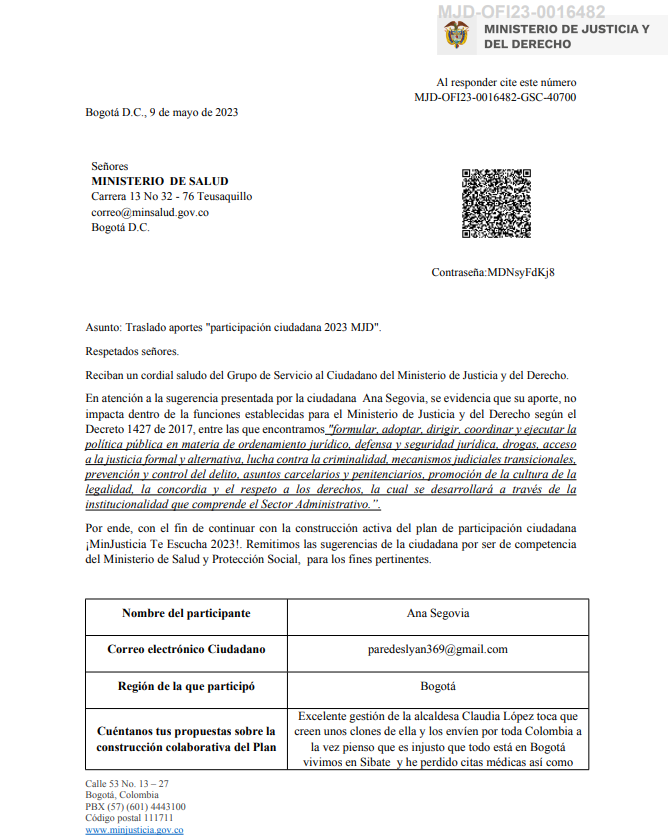 MJD-OFI23-0016482
MINISTERIO DE JUSTICIA Y
DEL DERECHO
Al responder cite este número
MJD-OFI23-0016482-GSC-40700
Bogotá D.C., 9 de mayo de 2023
Señores
MINISTERIO DE SALUD
Carrera 13 No 32 - 76 Teusaquillo
correo@minsalud.gov.co
Bogotá D.C.
Contraseña:MDNsyFdKj8
Asunto: Traslado aportes "participación ciudadana 2023 MJD".
Respetados señores.
Reciban un cordial saludo del Grupo de Servicio al Ciudadano del Ministerio de Justicia y del Derecho.
En atención a la sugerencia presentada por la ciudadana Ana Segovia, se evidencia que su aporte, no
impacta dentro de la funciones establecidas para el Ministerio de Justicia y del Derecho según el
Decreto 1427 de 2017, entre las que encontramos "formular, adoptar, dirigir, coordinar y ejecutar la
política pública en materia de ordenamiento jurídico, defensa y seguridad jurídica, drogas, acceso
a la justicia formal y alternativa, lucha contra la criminalidad, mecanismos judiciales transicionales,
prevención y control del delito, asuntos carcelarios y penitenciarios, promoción de la cultura de la
legalidad, la concordia y el respeto a los derechos, la cual se desarrollará a través de la
institucionalidad que comprende el Sector Administrativo.".
Por ende, con el fin de continuar con la construcción activa del plan de participación ciudadana
¡MinJusticia Te Escucha 2023!. Remitimos las sugerencias de la ciudadana por ser de competencia
del Ministerio de Salud y Protección Social, para los fines pertinentes.
Nombre del participante
Ana Segovia
Correo electrónico Ciudadano
paredeslyan369@gmail.com
Región de la que participó
Bogotá
Cuéntanos tus propuestas sobre la
construcción colaborativa del Plan
Excelente gestión de la alcaldesa Claudia López toca que
creen unos clones de ella y los envíen por toda Colombia a
la vez pienso que es injusto que todo está en Bogotá
vivimos en Sibate y he perdido citas médicas así como
Calle 53 No. 13 – 27
Bogotá, Colombia
PBX (57) (601) 4443100
Código postal 111711
www.minjusticia.gov.co